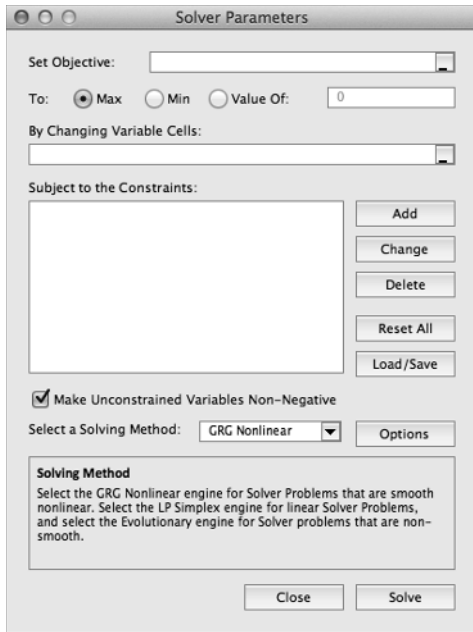 Solver Parameters
Set Objective:
To: Max Min Value Of: 0
By Changing Variable Cells:
Subject to the Constraints:
Add
Change
Delete
Reset All
Load/Save
Make Unconstrained Variables Non-Negative
Select a Solving Method: GRG Nonlinear Options
Solving Method
Select the GRG Nonlinear engine for Solver Problems that are smooth
nonlinear. Select the LP Simplex engine for linear Solver Problems,
and select the Evolutionary engine for Solver problems that are non-
smooth.
Close Solve